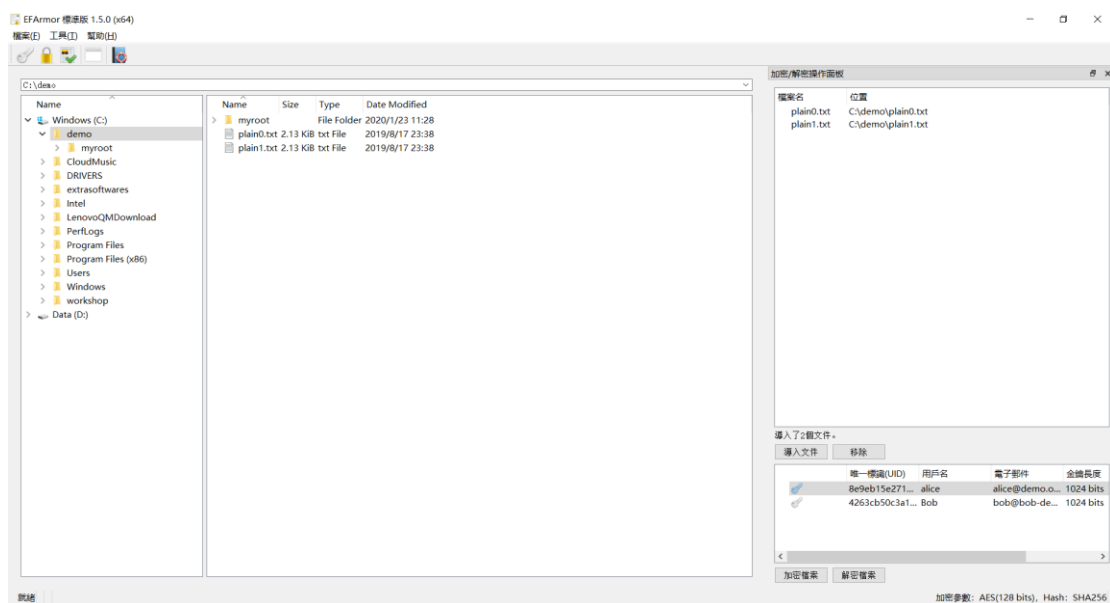 EFArmor 標準版 1.5.0 (x64)
檔案(F) 工具(T) 幫助(H)
C:\demo
Name
Windows (C:)
demo
myroot
CloudMusic
DRIVERS
extrasoftwares
Intel
LenovoQMDownload
PerfLogs
Program Files
Program Files (x86)
Users
Windows
workshop
Data (D:)
Name Size Type Date Modified
myroot File Folder 2020/1/23 11:28
plain0.txt 2.13 KiB txt File 2019/8/17 23:38
plain1.txt 2.13 KiB txt File 2019/8/17 23:38
加密/解密操作面板
檔案名 位置
plain0.txt C:\demo\plain0.txt
plain1.txt C:\demo\plain1.txt
導入了2個文件。
導入文件 移除
唯一標識(UID) 用戶名 電子郵件 金鑰長度
8e9eb15e271... alice alice@demo.o... 1024 bits
4263cb50c3a1... Bob bob@bob-de... 1024 bits
加密檔案 解密檔案
就緒
加密參數: AES(128 bits), Hash: SHA256